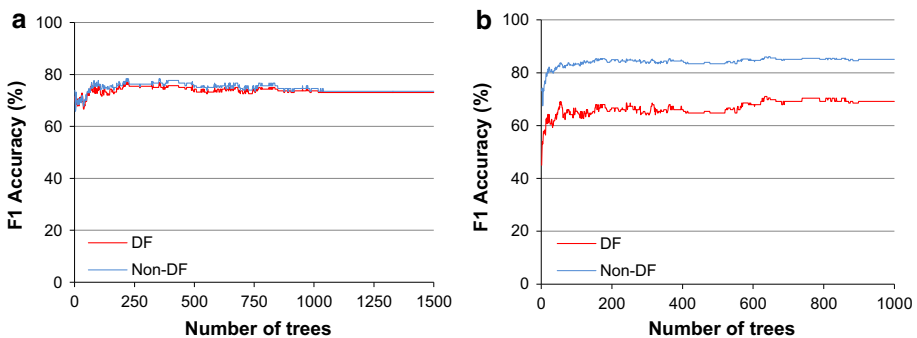 a
F1 Accuracy (%)
100
80
60
40
20
0
DF
Non-DF
0 250 500 750 1000 1250 1500
Number of trees
b
F1 Accuracy (%)
100
80
60
40
20
0
DF
Non-DF
0 200 400 600 800 1000
Number of trees